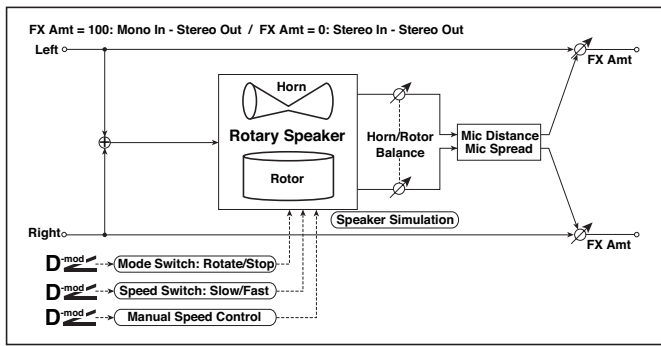 FX Amt = 100: Mono In - Stereo Out / FX Amt = 0: Stereo In - Stereo Out
Left
FX Amt
Horn
Rotary Speaker
Rotor
Horn/Rotor
Balance
Mic Distance
Mic Spread
Speaker Simulation
Right
FX Amt
D-mod
Mode Switch: Rotate/Stop
D-mod
Speed Switch: Slow/Fast
D-mod
Manual Speed Control